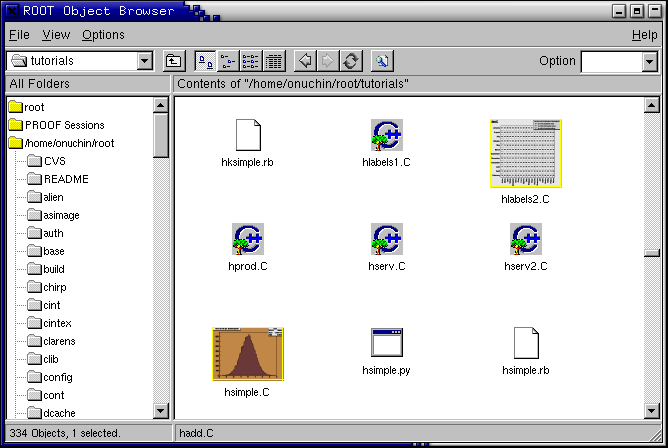 ROOT Object Browser
File View Options Help
tutorials Option
All Folders Contents of "/home/onuchin/root/tutorials"
root
PROOF Sessions
/home/onuchin/root
CVS
README
alien
asimage
auth
base
build
chirp
cint
cintex
clarens
clib
config
cont
dcache
hksimple.rb hlabels1.C hlabels2.C
hprod.C hserv.C hserv2.C
hsimple.C hsimple.py hsimple.rb
334 Objects, 1 selected. hadd.C